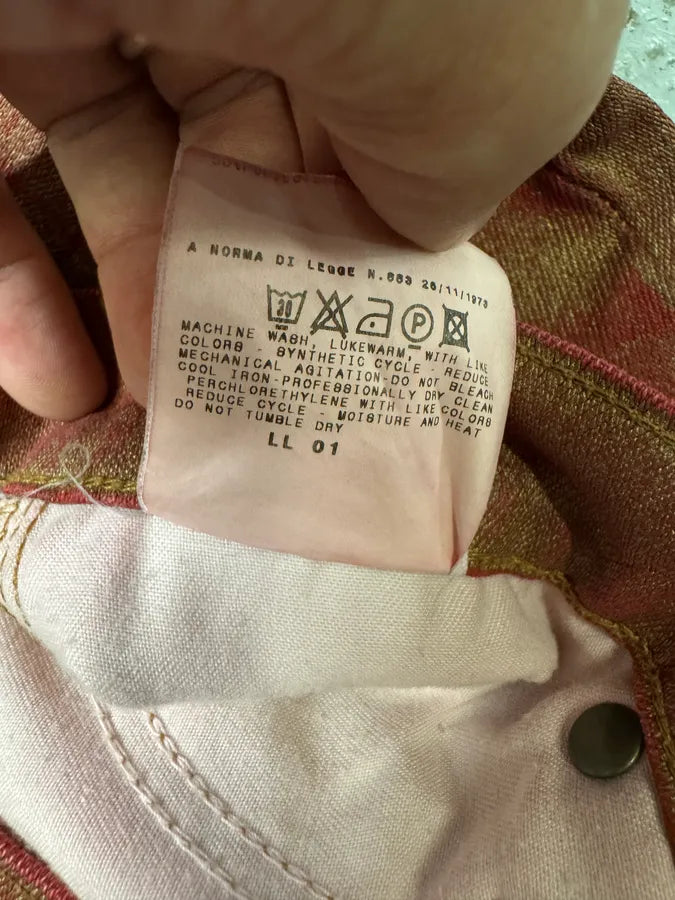 A NORMA DI LEGGE N.883 26/11/1973
30 P
MACHINE WASH, LUKEWARM, WITH LIKE
COLORS - SYNTHETIC CYCLE - REDUCE
MECHANICAL AGITATION-DO NOT BLEACH
COOL IRON-PROFESSIONALLY DRY CLEAN
PERCHLORETHYLENE WITH LIKE COLORS
REDUCE CYCLE - MOISTURE AND HEAT
DO NOT TUMBLE DRY
LL 01